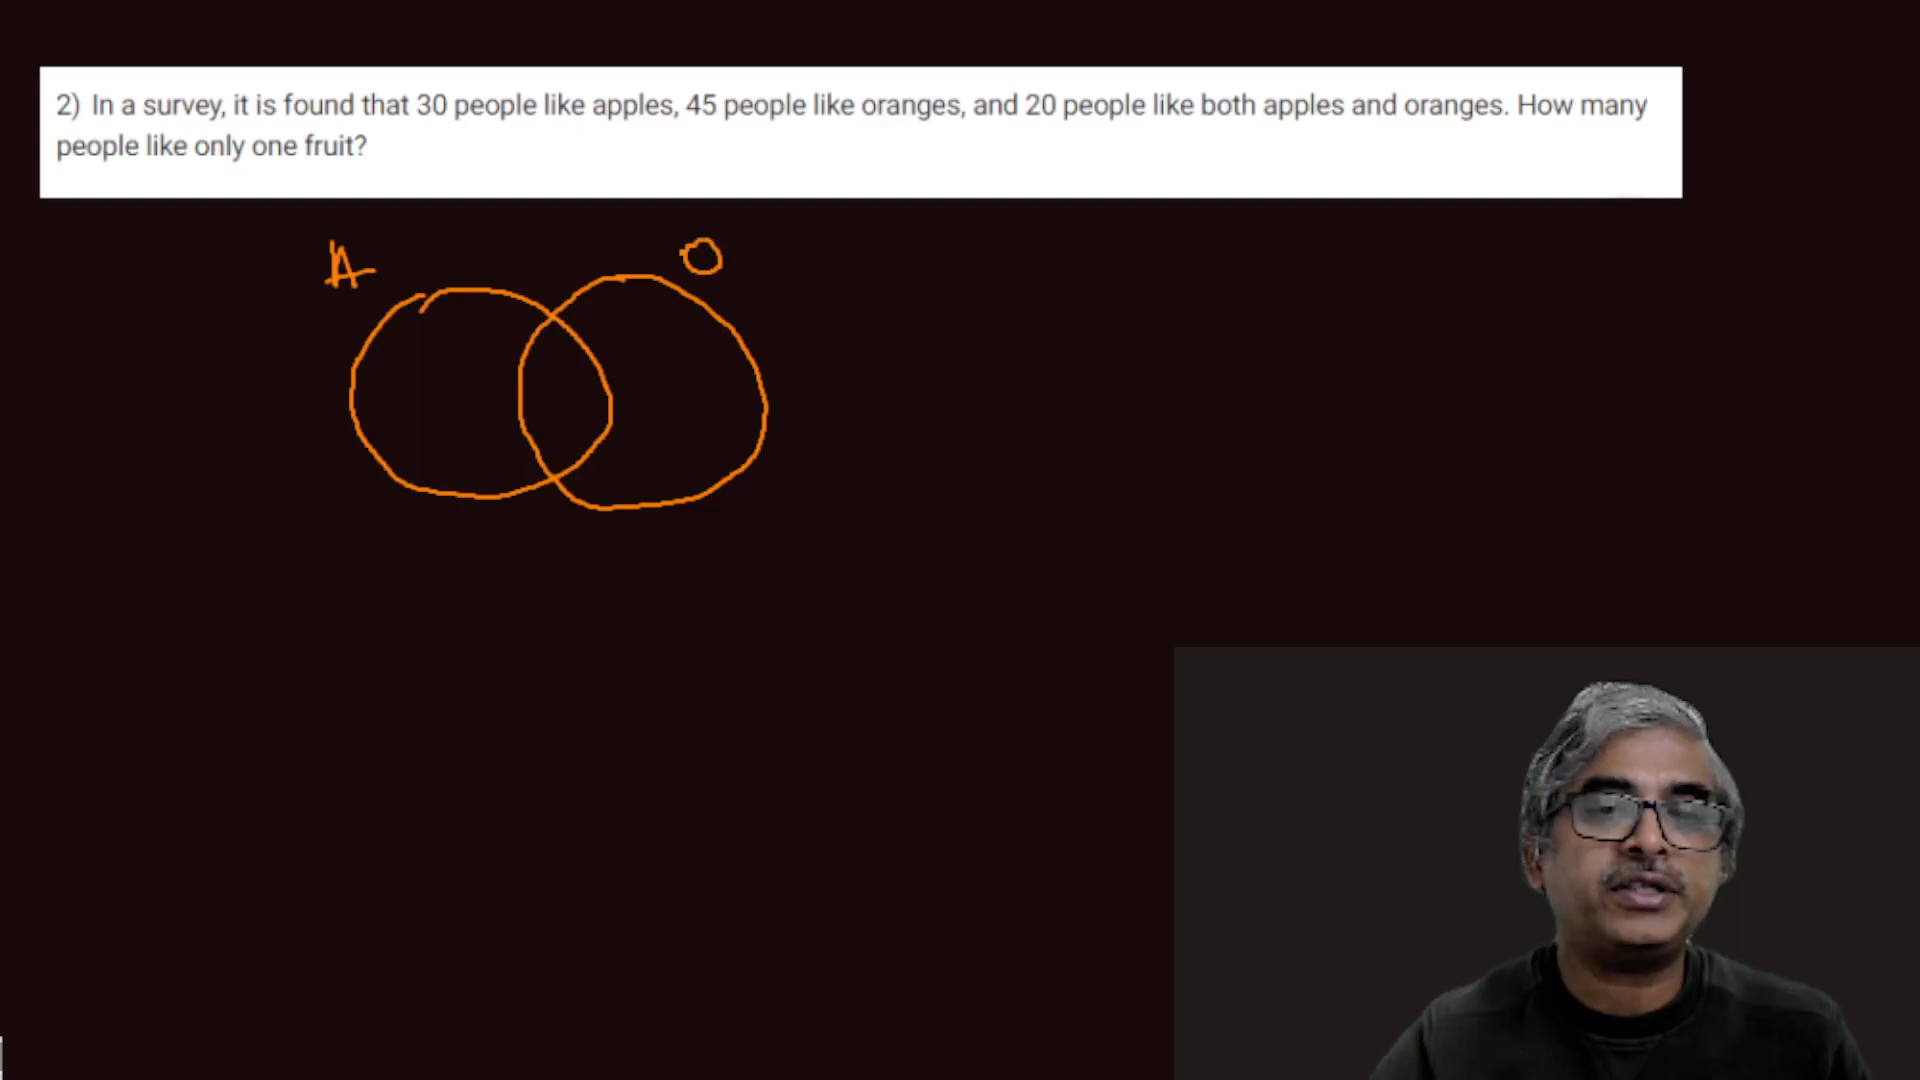 2) In a survey, it is found that 30 people like apples, 45 people like oranges, and 20 people like both apples and oranges. How many
people like only one fruit?
A O